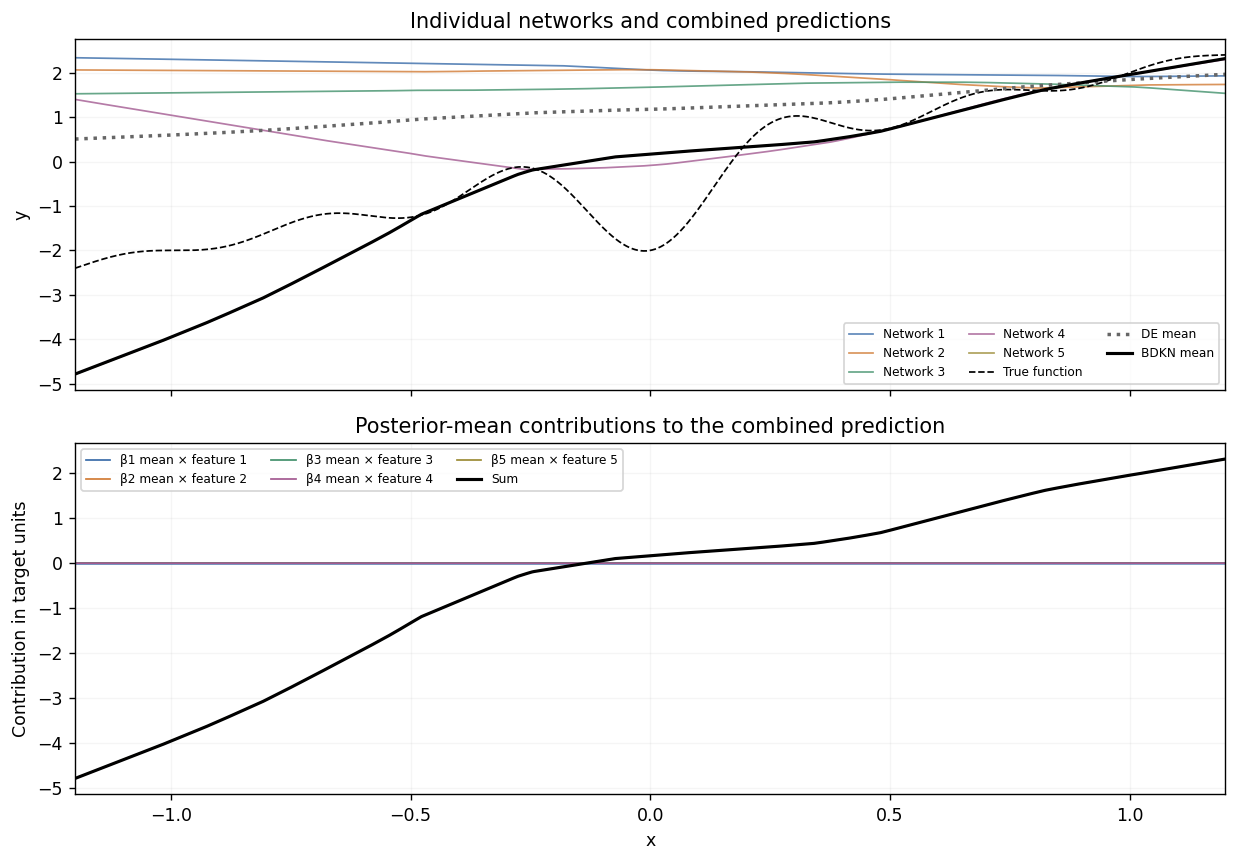 Individual networks and combined predictions
2
1
0
−1
−2
−3
−4
−5
y
Network 1
Network 2
Network 3
Network 4
Network 5
True function
DE mean
BDKN mean
Posterior-mean contributions to the combined prediction
β1 mean × feature 1
β2 mean × feature 2
β3 mean × feature 3
β4 mean × feature 4
β5 mean × feature 5
Sum
2
1
0
−1
−2
−3
−4
−5
Contribution in target units
−1.0
−0.5
0.0
0.5
1.0
x